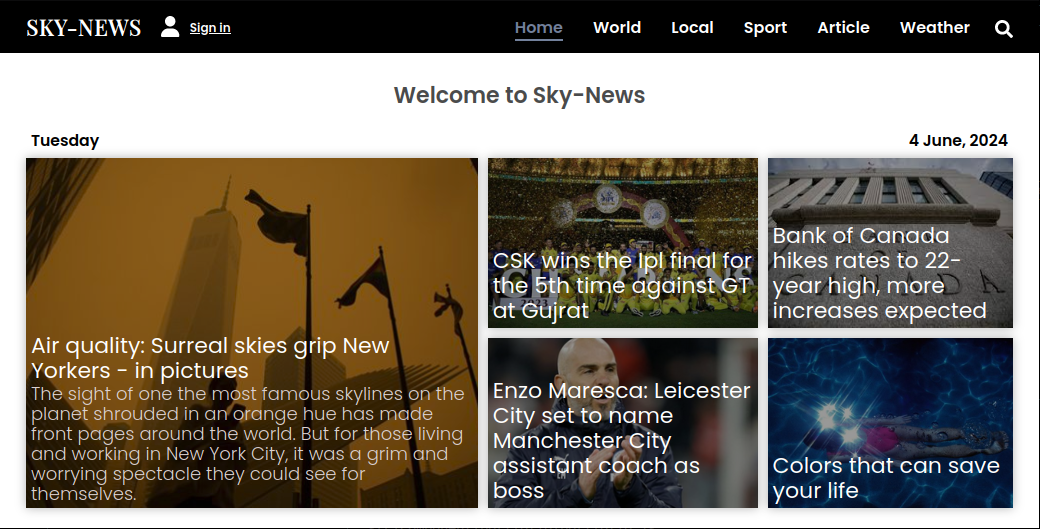 SKY-NEWS
Sign in
Home
World
Local
Sport
Article
Weather
Welcome to Sky-News
Tuesday
4 June, 2024
Air quality: Surreal skies grip New
Yorkers - in pictures
The sight of one the most famous skylines on the
planet shrouded in an orange hue has made
front pages around the world. But for those living
and working in New York City, it was a grim and
worrying spectacle they could see for
themselves.
CSK wins the Ipl final for
the 5th time against GT
at Gujrat
Bank of Canada
hikes rates to 22-
year high, more
increases expected
Enzo Maresca: Leicester
City set to name
Manchester City
assistant coach as
boss
Colors that can save
your life